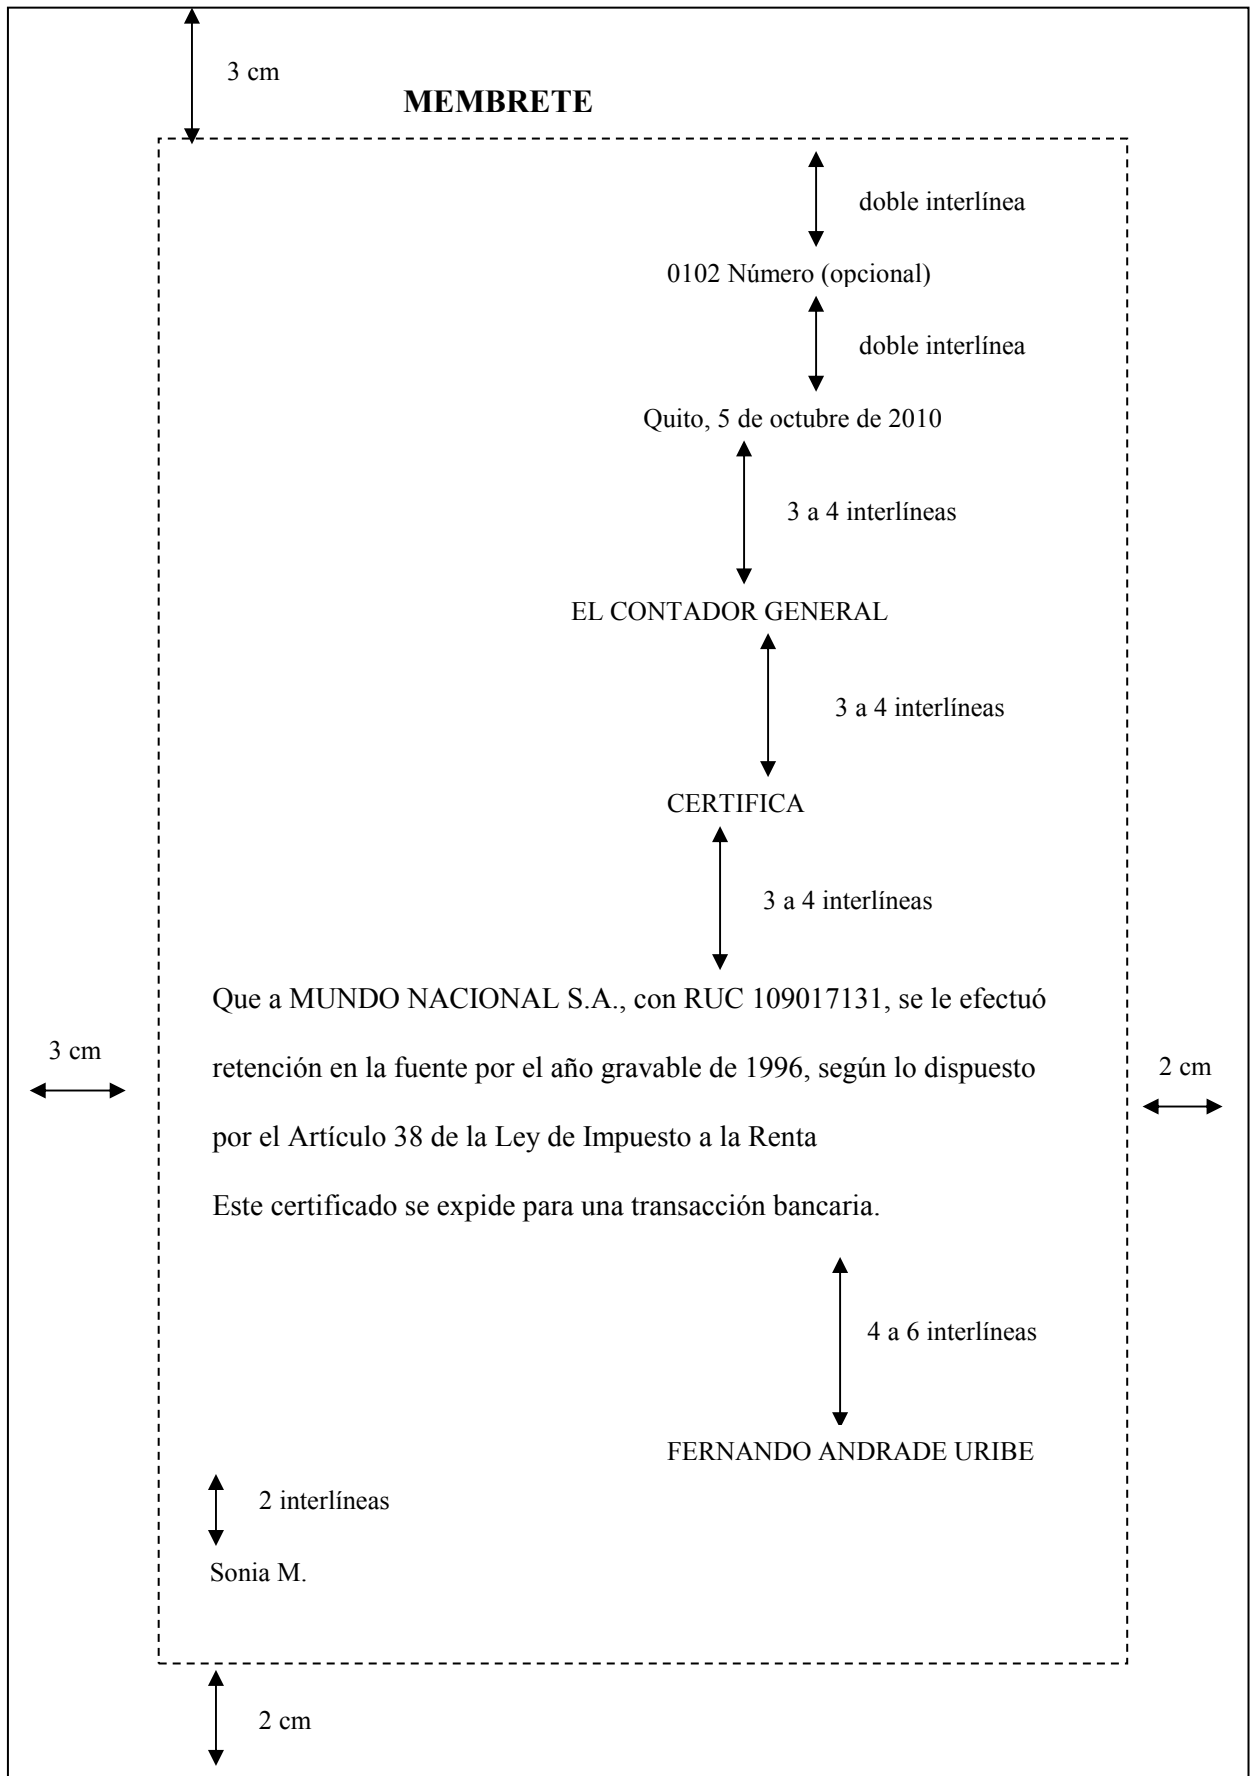 3 cm
MEMBRETE
doble interlínea
0102 Número (opcional)
doble interlínea
Quito, 5 de octubre de 2010
3 a 4 interlíneas
EL CONTADOR GENERAL
3 a 4 interlíneas
CERTIFICA
3 a 4 interlíneas
Que a MUNDO NACIONAL S.A., con RUC 109017131, se le efectuó
3 cm
retención en la fuente por el año gravable de 1996, según lo dispuesto
2 cm
por el Artículo 38 de la Ley de Impuesto a la Renta
Este certificado se expide para una transacción bancaria.
4 a 6 interlíneas
FERNANDO ANDRADE URIBE
2 interlíneas
Sonia M.
2 cm